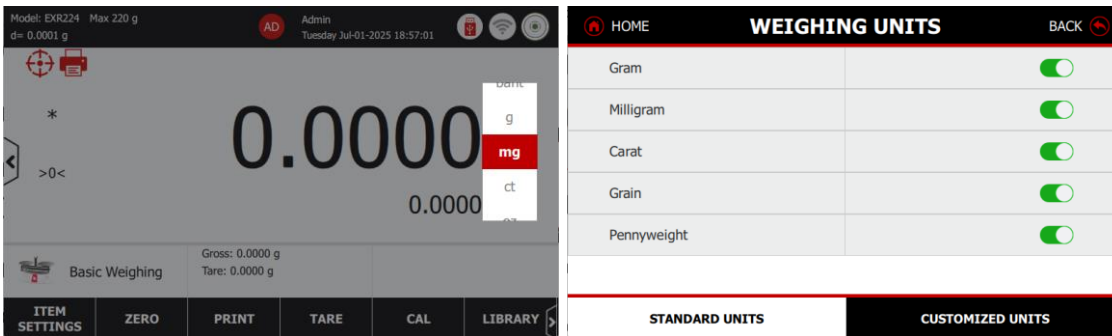 Model: EXR224 Max 220 g
d= 0.0001 g
AD
Admin
Tuesday Jul-01-2025 18:57:01
*
>0<
0.0000
0.0000
g
mg
ct
Basic Weighing
Gross: 0.0000 g
Tare: 0.0000 g
ITEM SETTINGS ZERO PRINT TARE CAL LIBRARY
HOME WEIGHING UNITS BACK
Gram
Milligram
Carat
Grain
Pennyweight
STANDARD UNITS CUSTOMIZED UNITS